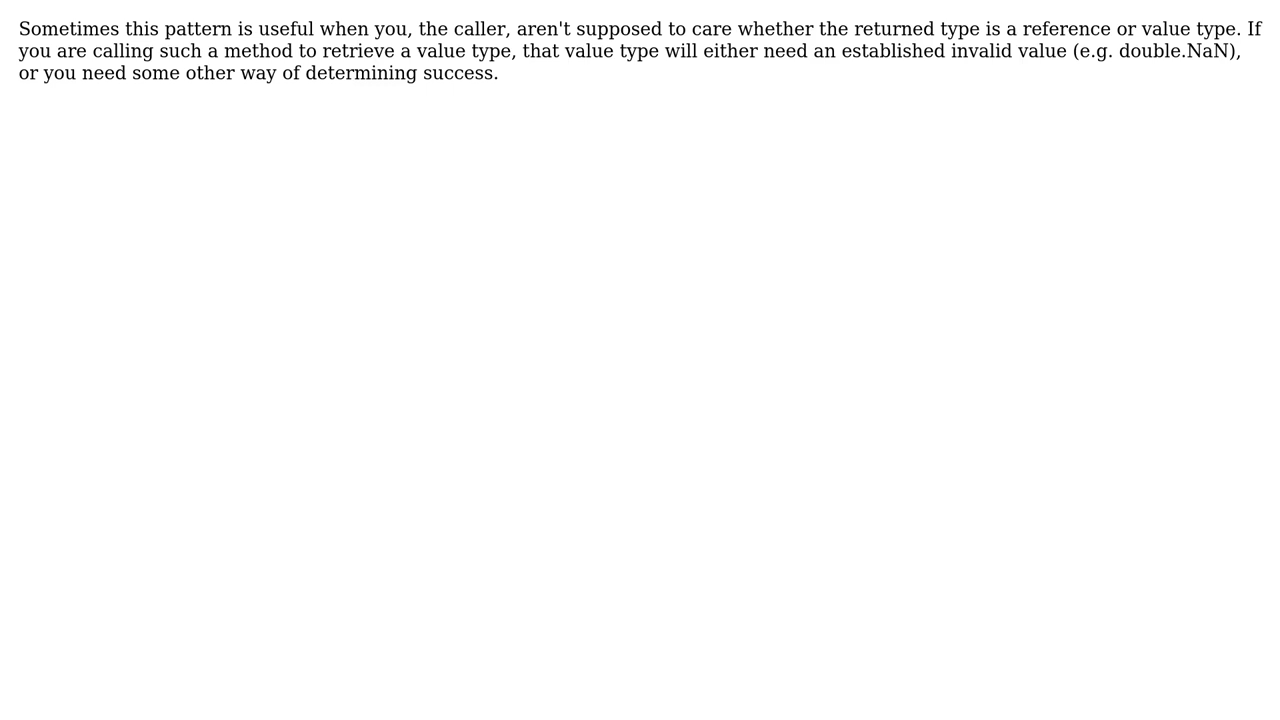 Sometimes this pattern is useful when you, the caller, aren't supposed to care whether the returned type is a reference or value type. If
you are calling such a method to retrieve a value type, that value type will either need an established invalid value (e.g. double.NaN),
or you need some other way of determining success.